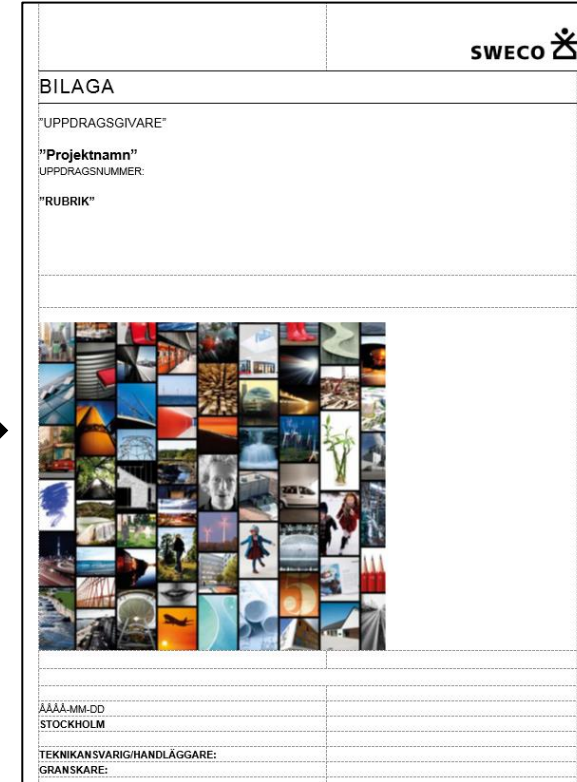 SWECO
BILAGA
"UPPDRAGSGIVARE"
"Projektnamn"
UPPDRAGSNUMMER:
"RUBRIK"
ÅÅÅÅ-MM-DD
STOCKHOLM
TEKNIKANSVARIG/HANDLÄGGARE:
GRANSKARE: